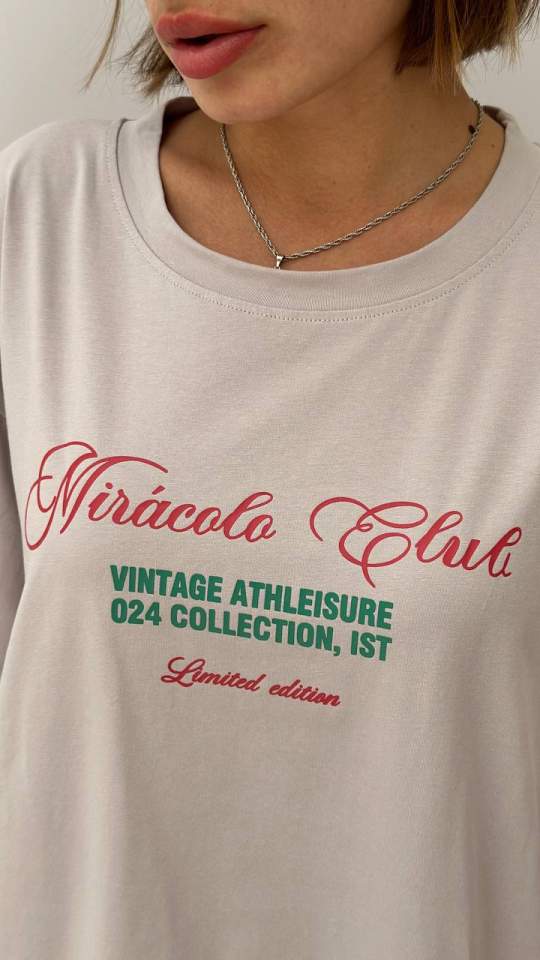 Mirácolo Club
VINTAGE ATHLEISURE
024 COLLECTION, IST
Limited edition